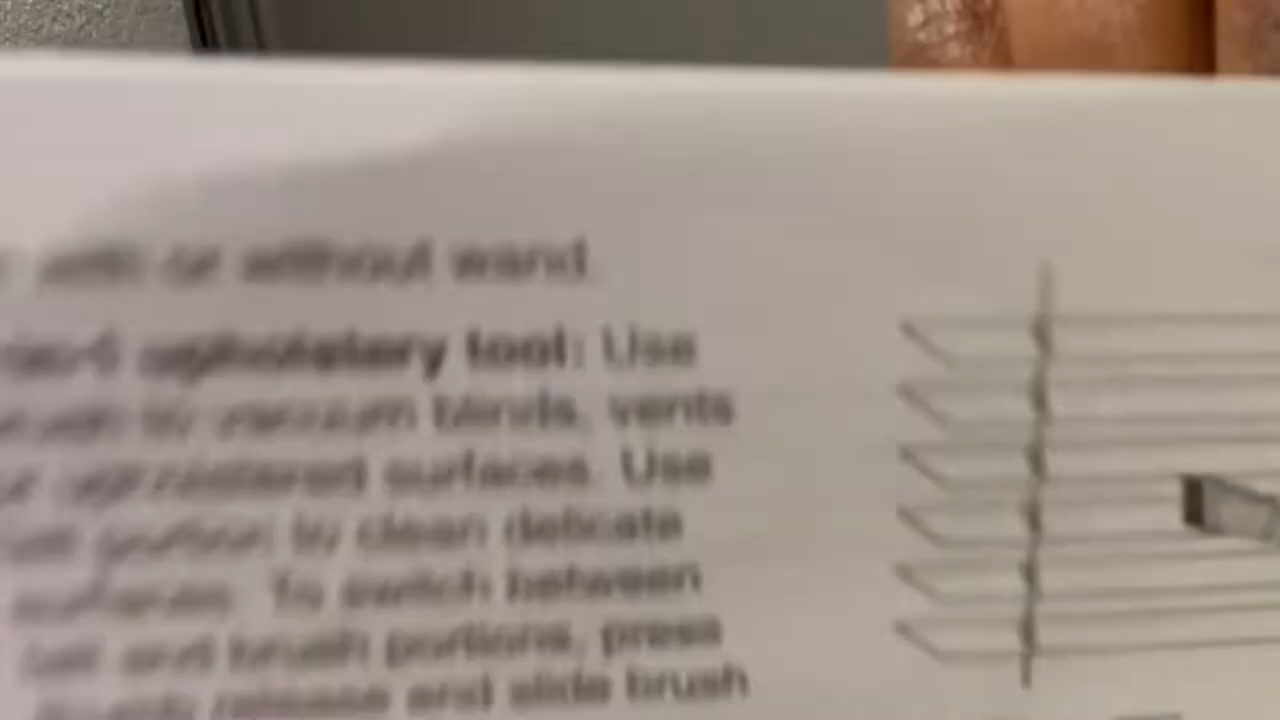 with or without wand.
upholstery tool: Use
to vacuum blinds, vents
or upholstered surfaces. Use
portion to clean delicate
surfaces. To switch between
and brush portions, press
release and slide brush